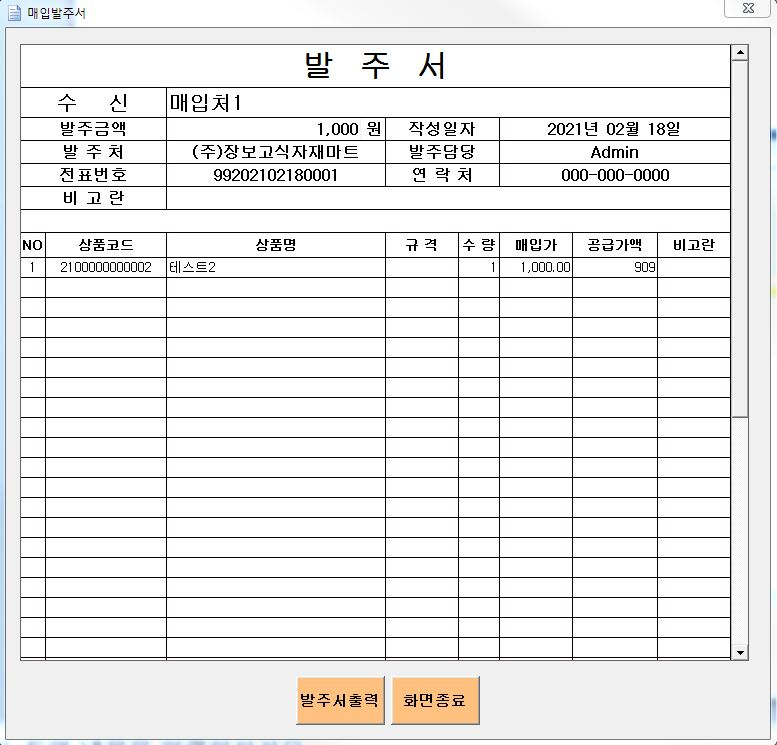 매입발주서
발 주 서
수 신 매입처1
발주금액 1,000 원 작성일자 2021년 02월 18일
발 주 처 (주)장보고식자재마트 발주담당 Admin
전표번호 99202102180001 연 락 처 000-000-0000
비 고 란
NO 상품코드 상품명 규 격 수 량 매입가 공급가액 비고란
1 2100000000002 테스트2 1 1,000.00 909
발주서출력 화면종료